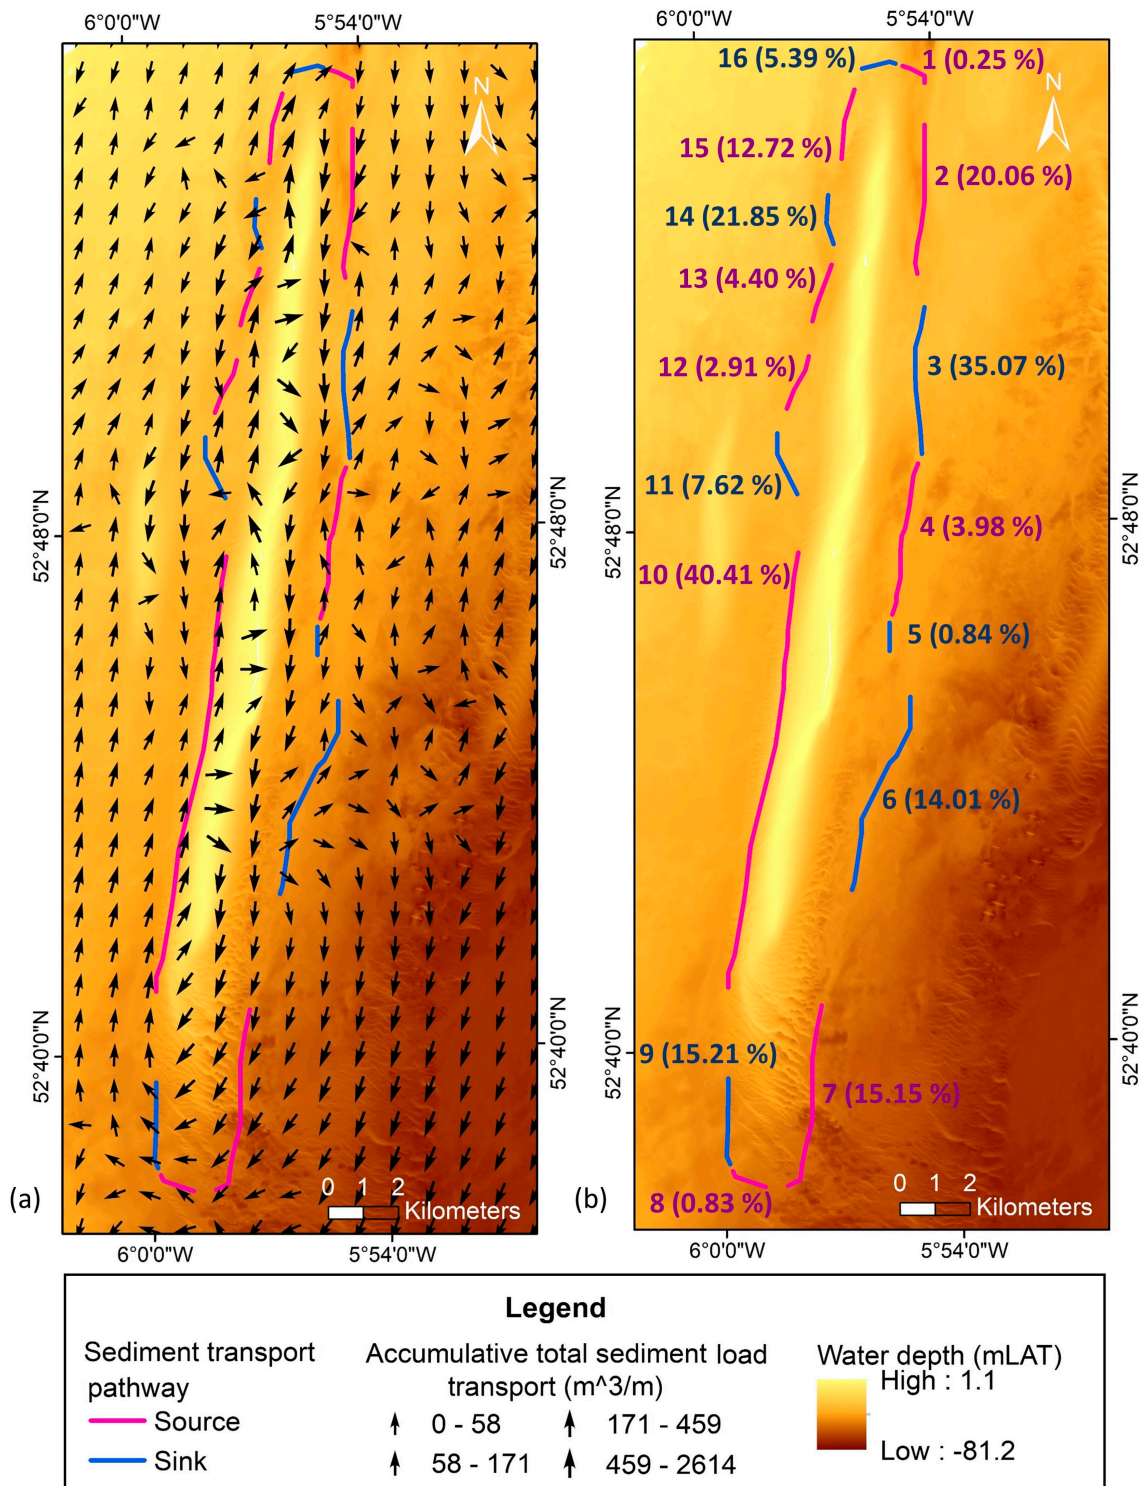 6°0'0"W
5°54'0"W
6°0'0"W
5°54'0"W
N
N
16 (5.39 %)
1 (0.25 %)
15 (12.72 %)
2 (20.06 %)
14 (21.85 %)
13 (4.40 %)
12 (2.91 %)
3 (35.07 %)
11 (7.62 %)
4 (3.98 %)
10 (40.41 %)
5 (0.84 %)
6 (14.01 %)
9 (15.21 %)
7 (15.15 %)
8 (0.83 %)
52°48'0"N
52°48'0"N
52°48'0"N
52°48'0"N
52°40'0"N
52°40'0"N
52°40'0"N
52°40'0"N
(a)
0 1 2
Kilometers
(b)
0 1 2
Kilometers
6°0'0"W
5°54'0"W
6°0'0"W
5°54'0"W
Legend
Sediment transport
pathway
Source
Sink
Accumulative total sediment load
transport (m^3/m)
0 - 58
171 - 459
58 - 171
459 - 2614
Water depth (mLAT)
High : 1.1
Low : -81.2